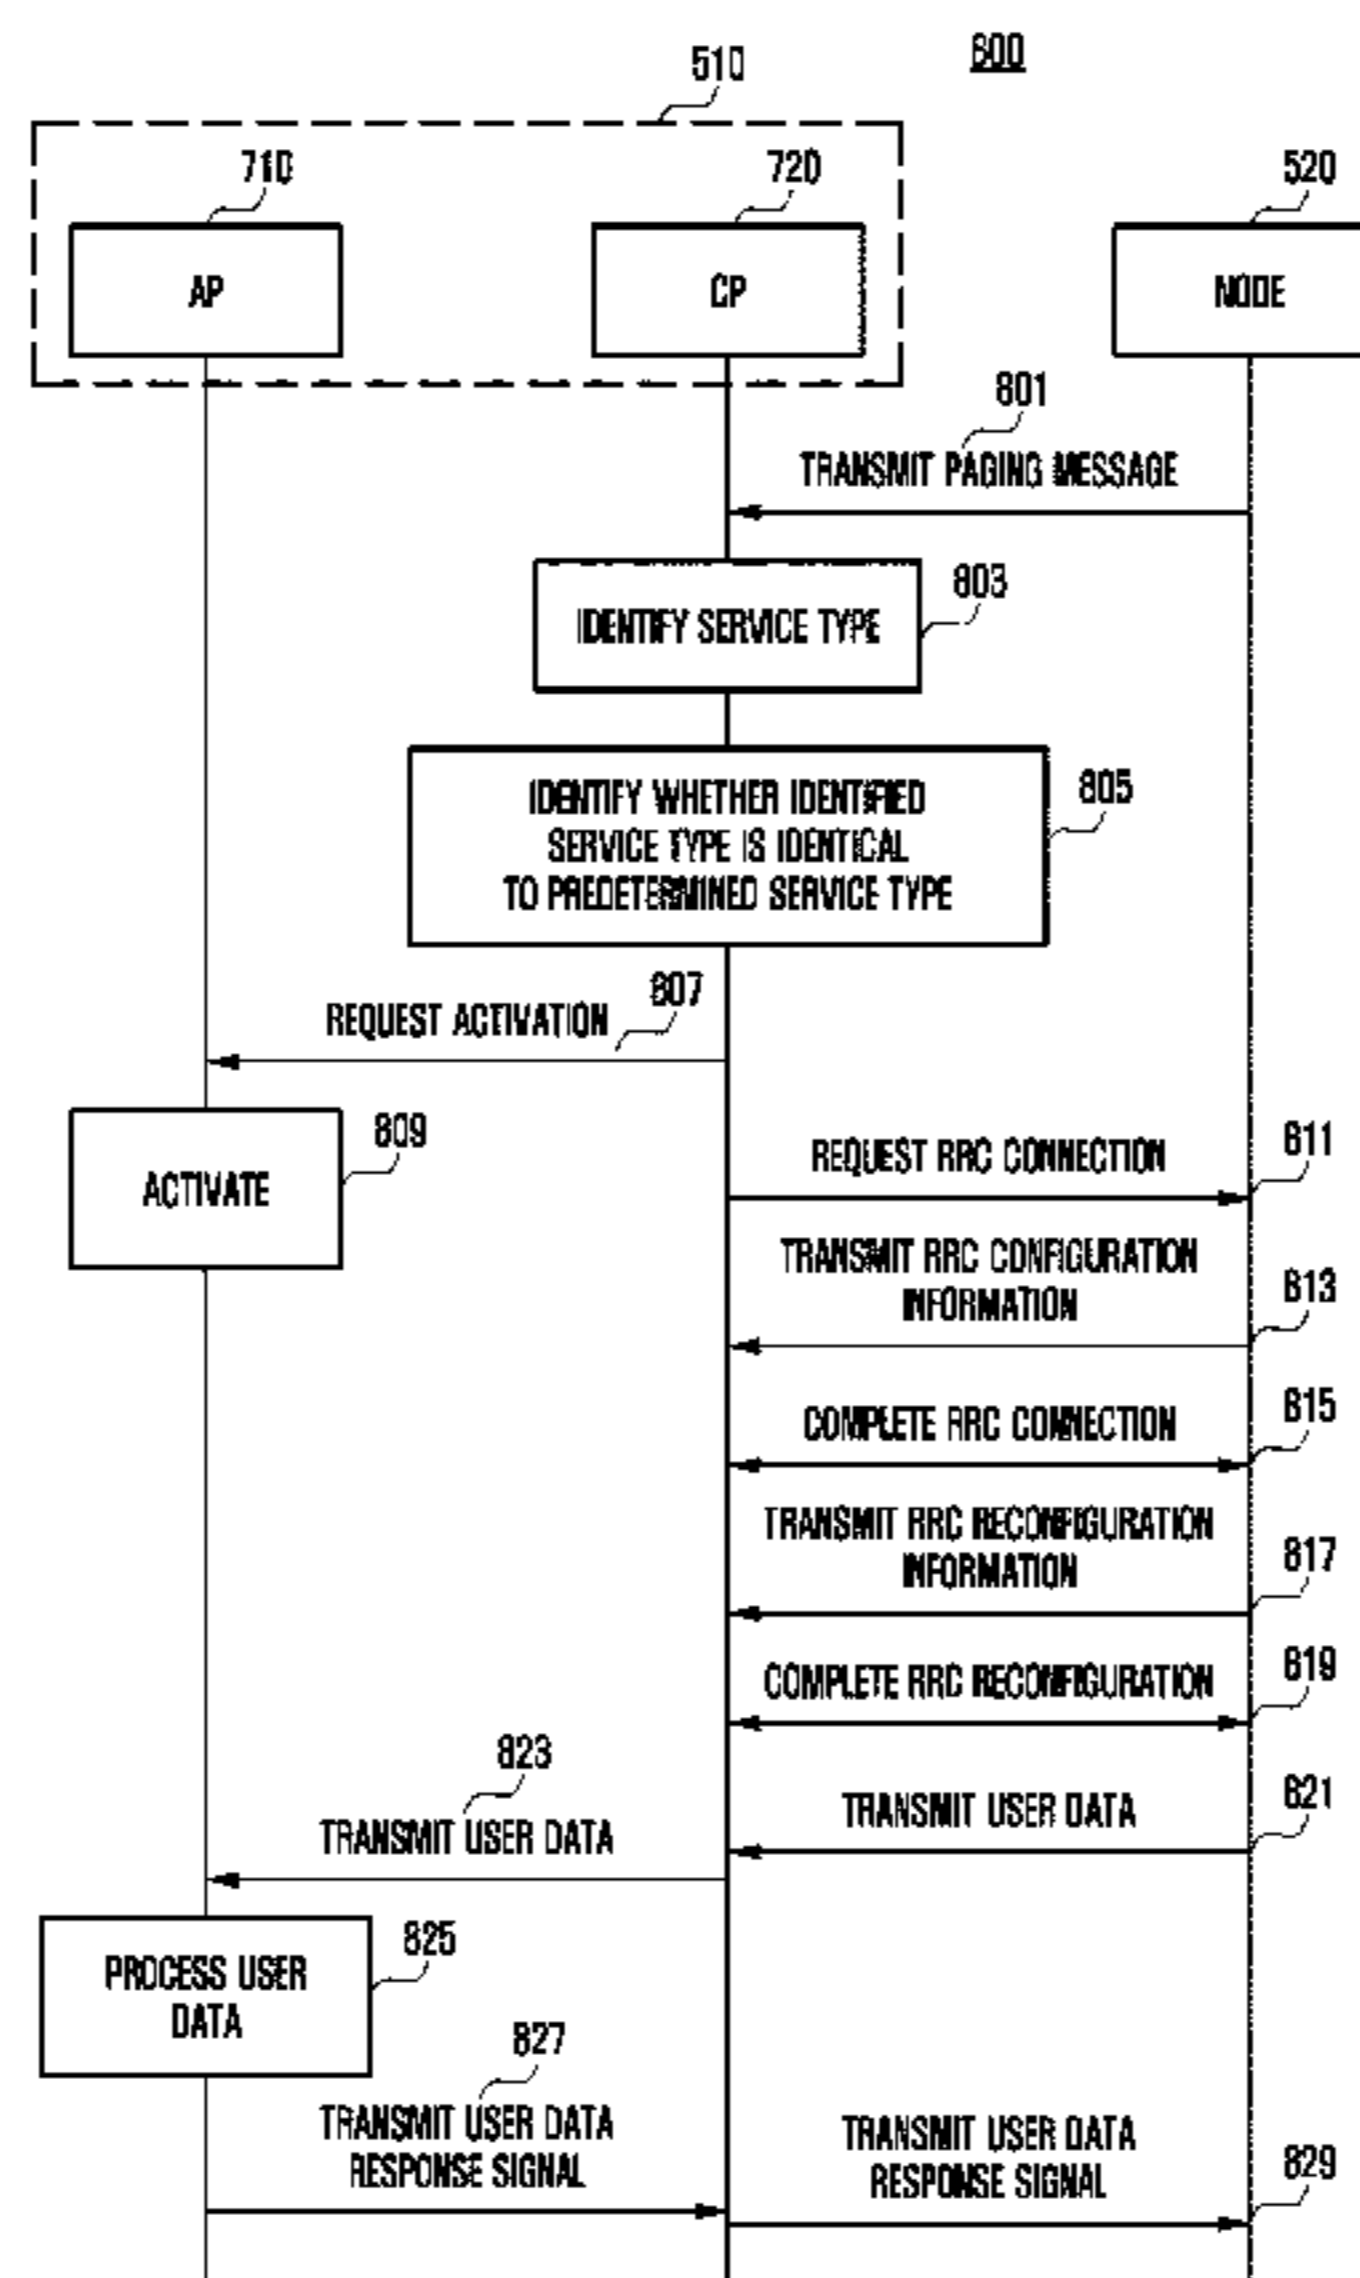 800
510
710
720
520
AP
CP
NODE
801
TRANSMIT PAGING MESSAGE
803
IDENTIFY SERVICE TYPE
805
IDENTIFY WHETHER IDENTIFIED
SERVICE TYPE IS IDENTICAL
TO PREDETERMINED SERVICE TYPE
807
REQUEST ACTIVATION
809
ACTIVATE
811
REQUEST RRC CONNECTION
TRANSMIT RRC CONFIGURATION
INFORMATION
813
COMPLETE RRC CONNECTION
815
TRANSMIT RRC RECONFIGURATION
INFORMATION
817
COMPLETE RRC RECONFIGURATION
819
823
TRANSMIT USER DATA
821
TRANSMIT USER DATA
PROCESS USER
DATA
825
827
TRANSMIT USER DATA
RESPONSE SIGNAL
TRANSMIT USER DATA
RESPONSE SIGNAL
829